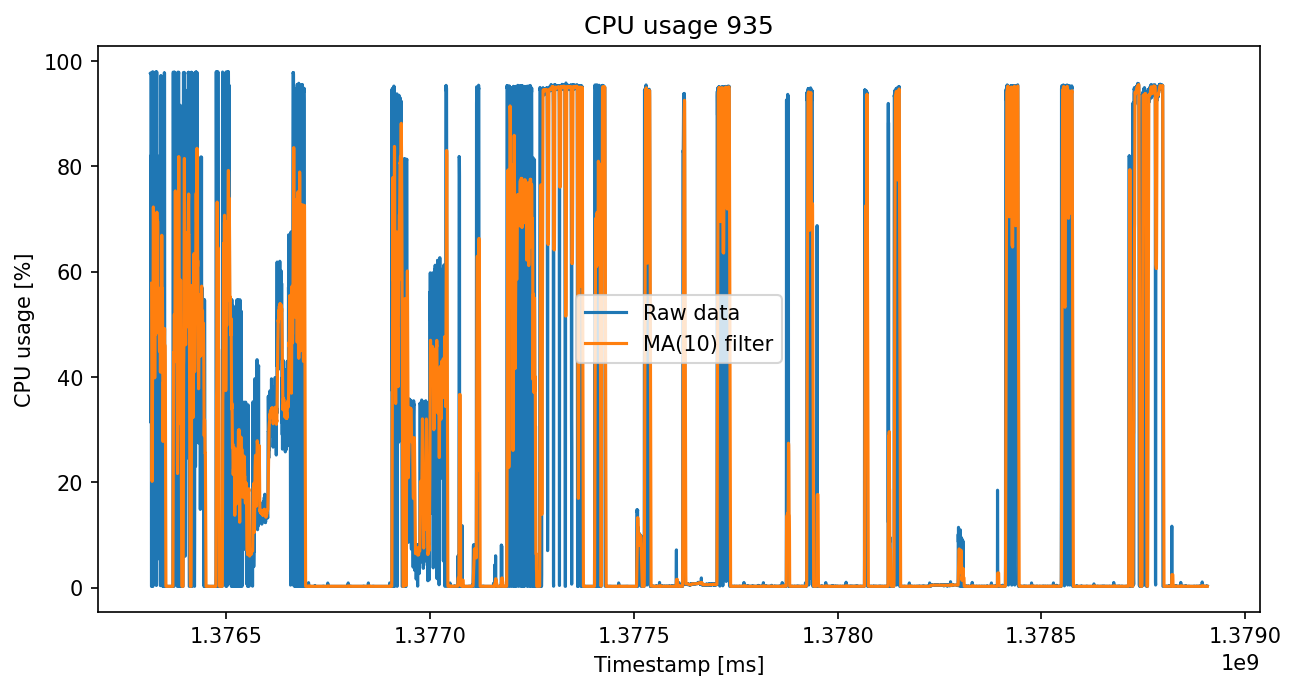 CPU usage 935
100
80
60
40
20
0
CPU usage [%]
Raw data
MA(10) filter
1.3765 1.3770 1.3775 1.3780 1.3785 1.3790
1e9
Timestamp [ms]